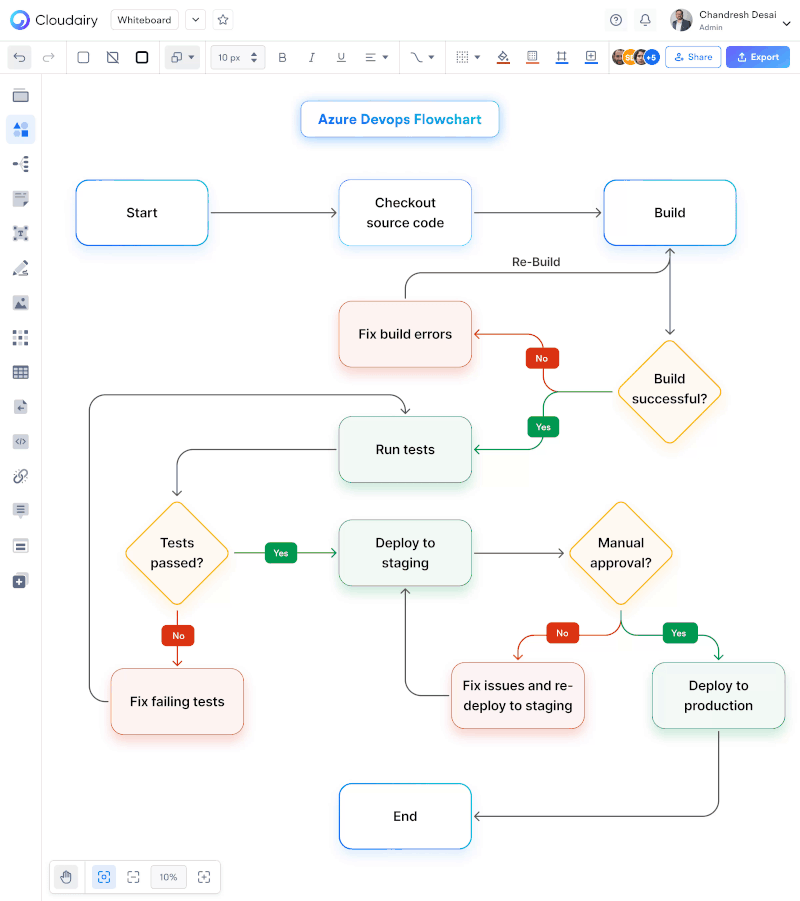 Cloudairy
Whiteboard
Chandresh Desai
Admin
10 px
B
I
U
+5
Share
Export
Azure Devops Flowchart
Start
Checkout
source code
Build
Re-Build
Fix build errors
No
Build
successful?
Yes
Run tests
Tests
passed?
Yes
Deploy to
staging
Manual
approval?
No
No
Yes
Fix failing tests
Fix issues and re-
deploy to staging
Deploy to
production
End
10%